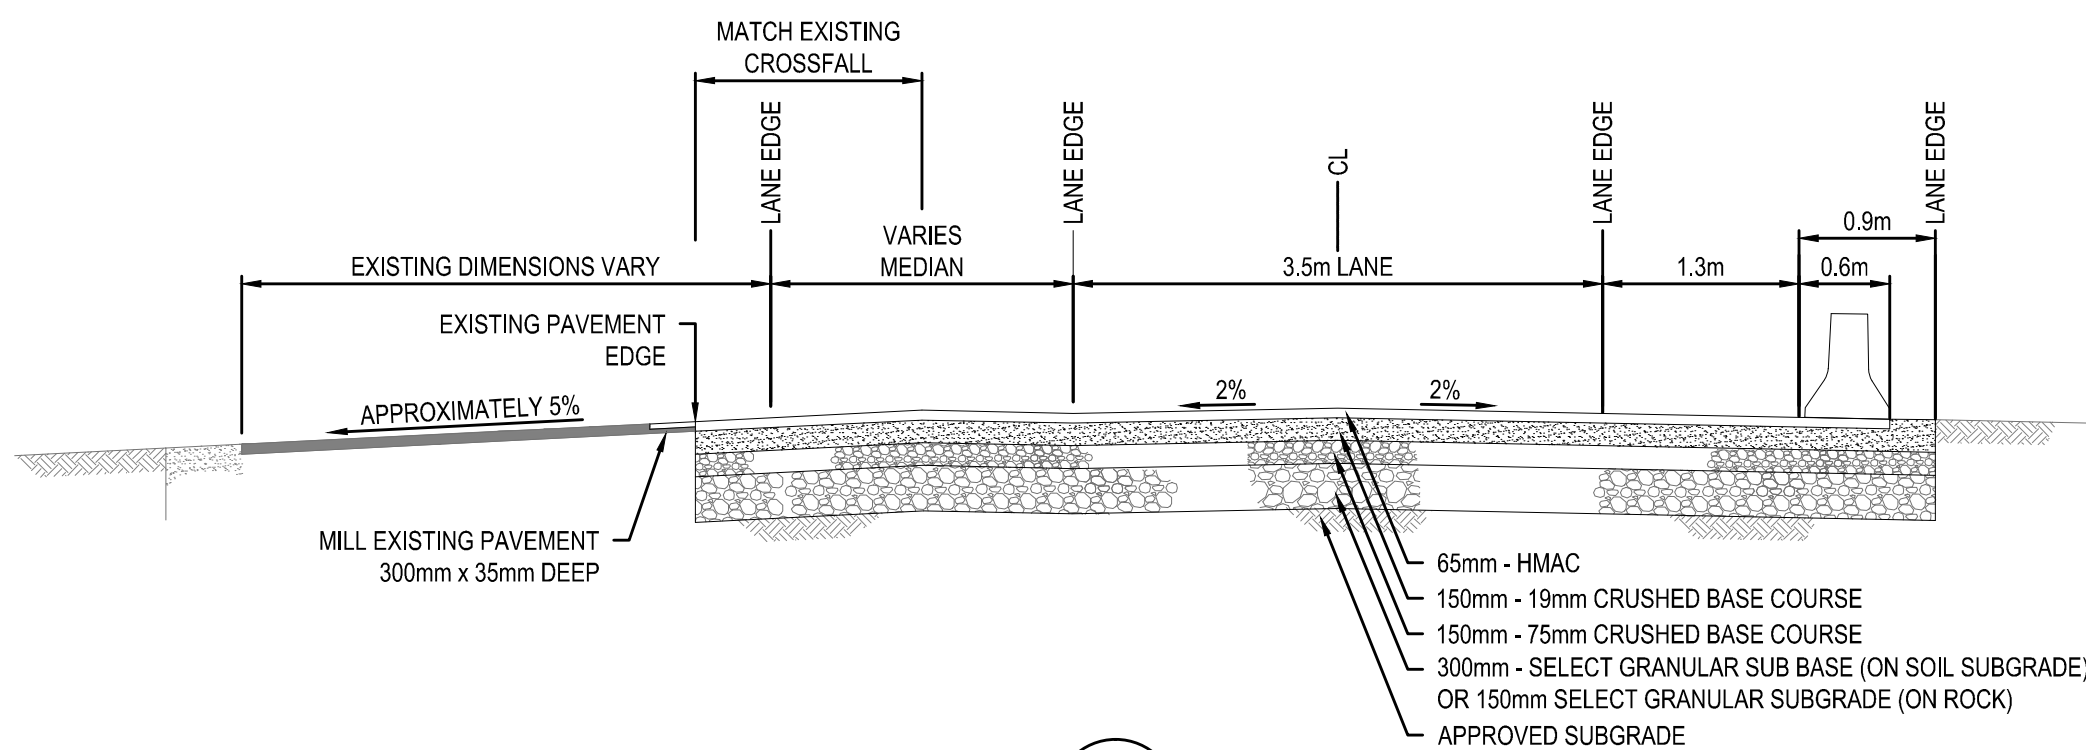 MATCH EXISTING
CROSSFALL
LANE EDGE
LANE EDGE
CL
LANE EDGE
LANE EDGE
0.9m
VARIES
MEDIAN
EXISTING DIMENSIONS VARY
3.5m LANE
1.3m
0.6m
EXISTING PAVEMENT
EDGE
APPROXIMATELY 5%
2%
2%
MILL EXISTING PAVEMENT
300mm x 35mm DEEP
65mm - HMAC
150mm - 19mm CRUSHED BASE COURSE
150mm - 75mm CRUSHED BASE COURSE
300mm - SELECT GRANULAR SUB BASE (ON SOIL SUBGRADE)
OR 150mm SELECT GRANULAR SUBGRADE (ON ROCK)
APPROVED SUBGRADE